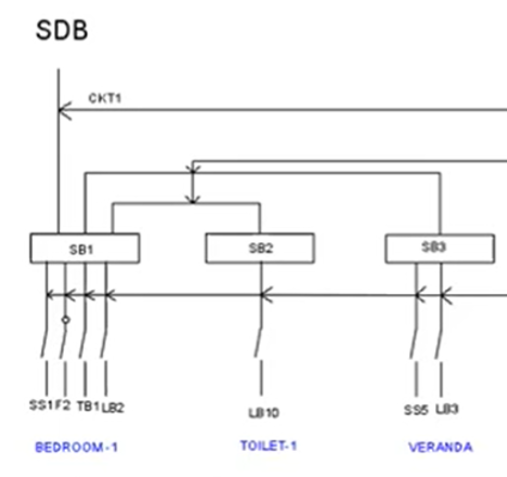 SDB
CKT1
SB1 SB2 SB3
SS1 F2 TB1 LB2 LB10 SS5 LB3
BEDROOM-1 TOILET-1 VERANDA